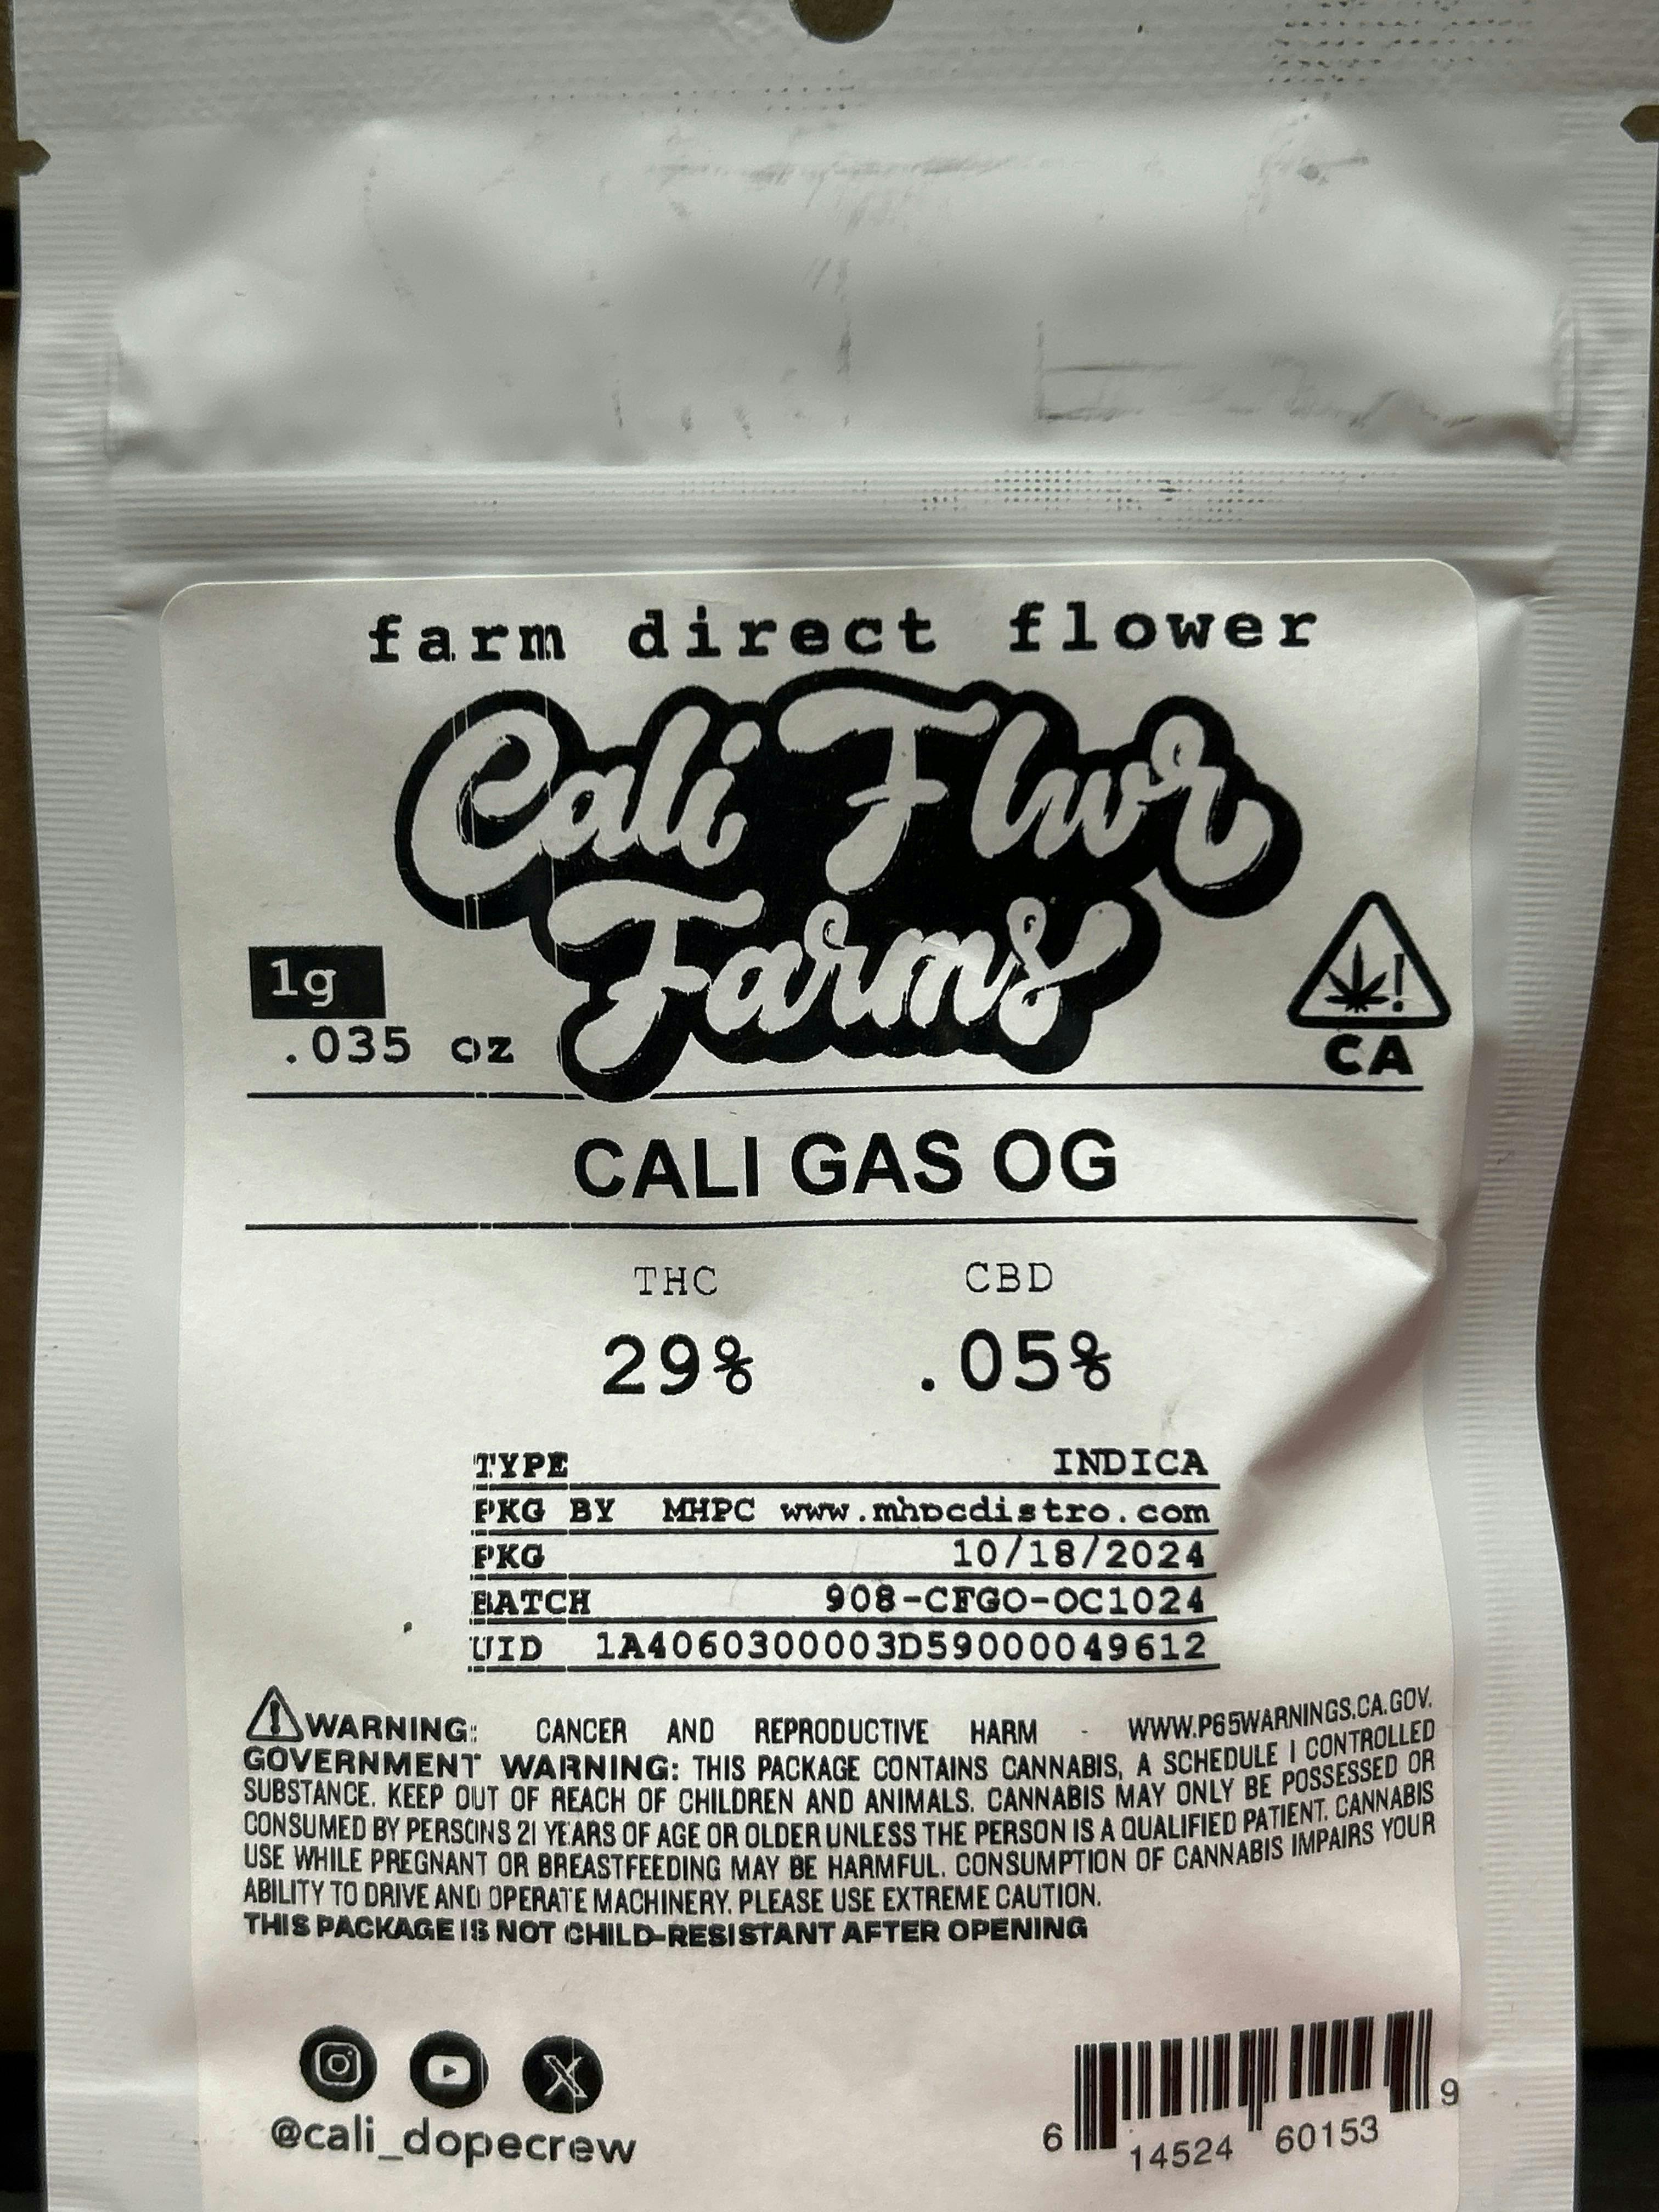 farm direct flower
Cali Flwr
Farms
1g
.035 oz
CA
CALI GAS OG
THC CBD
29% .05%
TYPE INDICA
PKG BY MHPC www.mhpcdistro.com
PKG 10/18/2024
BATCH 908-CFGO-OC1024
UID 1A4060300003D59000049612
WARNING: CANCER AND REPRODUCTIVE HARM - WWW.P65WARNINGS.CA.GOV.
GOVERNMENT WARNING: THIS PACKAGE CONTAINS CANNABIS, A SCHEDULE I CONTROLLED
SUBSTANCE. KEEP OUT OF REACH OF CHILDREN AND ANIMALS. CANNABIS MAY ONLY BE POSSESSED OR
CONSUMED BY PERSONS 21 YEARS OF AGE OR OLDER UNLESS THE PERSON IS A QUALIFIED PATIENT. CANNABIS
USE WHILE PREGNANT OR BREASTFEEDING MAY BE HARMFUL. CONSUMPTION OF CANNABIS IMPAIRS YOUR
ABILITY TO DRIVE AND OPERATE MACHINERY. PLEASE USE EXTREME CAUTION.
THIS PACKAGE IS NOT CHILD-RESISTANT AFTER OPENING
@cali_dopecrew
6 14524 60153 9